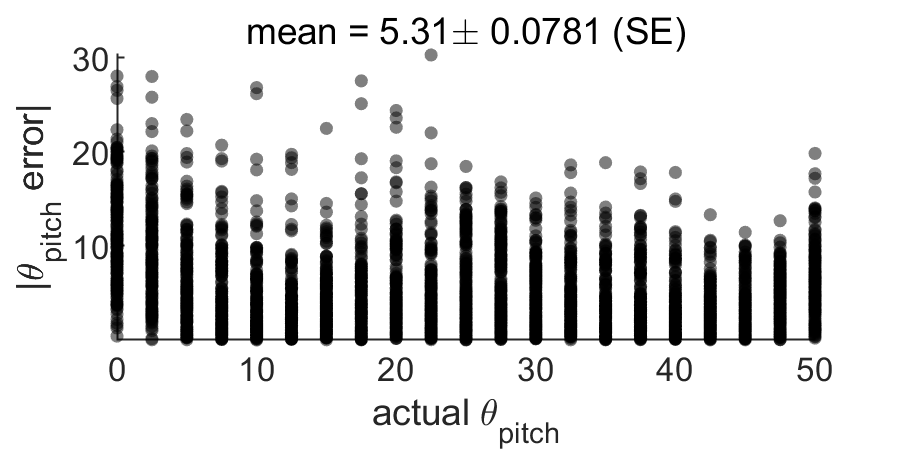 mean = 5.31± 0.0781 (SE)
30
20
10
|θpitch error|
0 10 20 30 40 50
actual θpitch